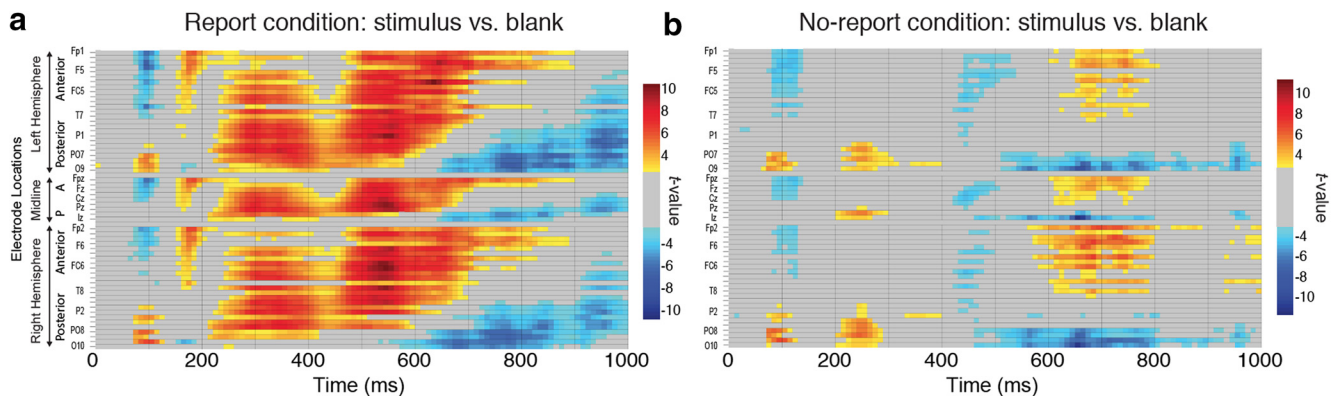 a
Report condition: stimulus vs. blank
Electrode Locations
Left Hemisphere
Anterior
Posterior
Midline
A
P
Right Hemisphere
Anterior
Posterior
Fp1
F5
FC5
T7
P1
PO7
O9
Fpz
Fz
Cz
Pz
Iz
Fp2
F6
FC6
T8
P2
PO8
O10
0 200 400 600 800 1000
Time (ms)
10
8
6
4
t-value
-4
-6
-8
-10
b
No-report condition: stimulus vs. blank
Fp1
F5
FC5
T7
P1
PO7
O9
Fpz
Fz
Cz
Pz
Iz
Fp2
F6
FC6
T8
P2
PO8
O10
0 200 400 600 800 1000
Time (ms)
10
8
6
4
t-value
-4
-6
-8
-10